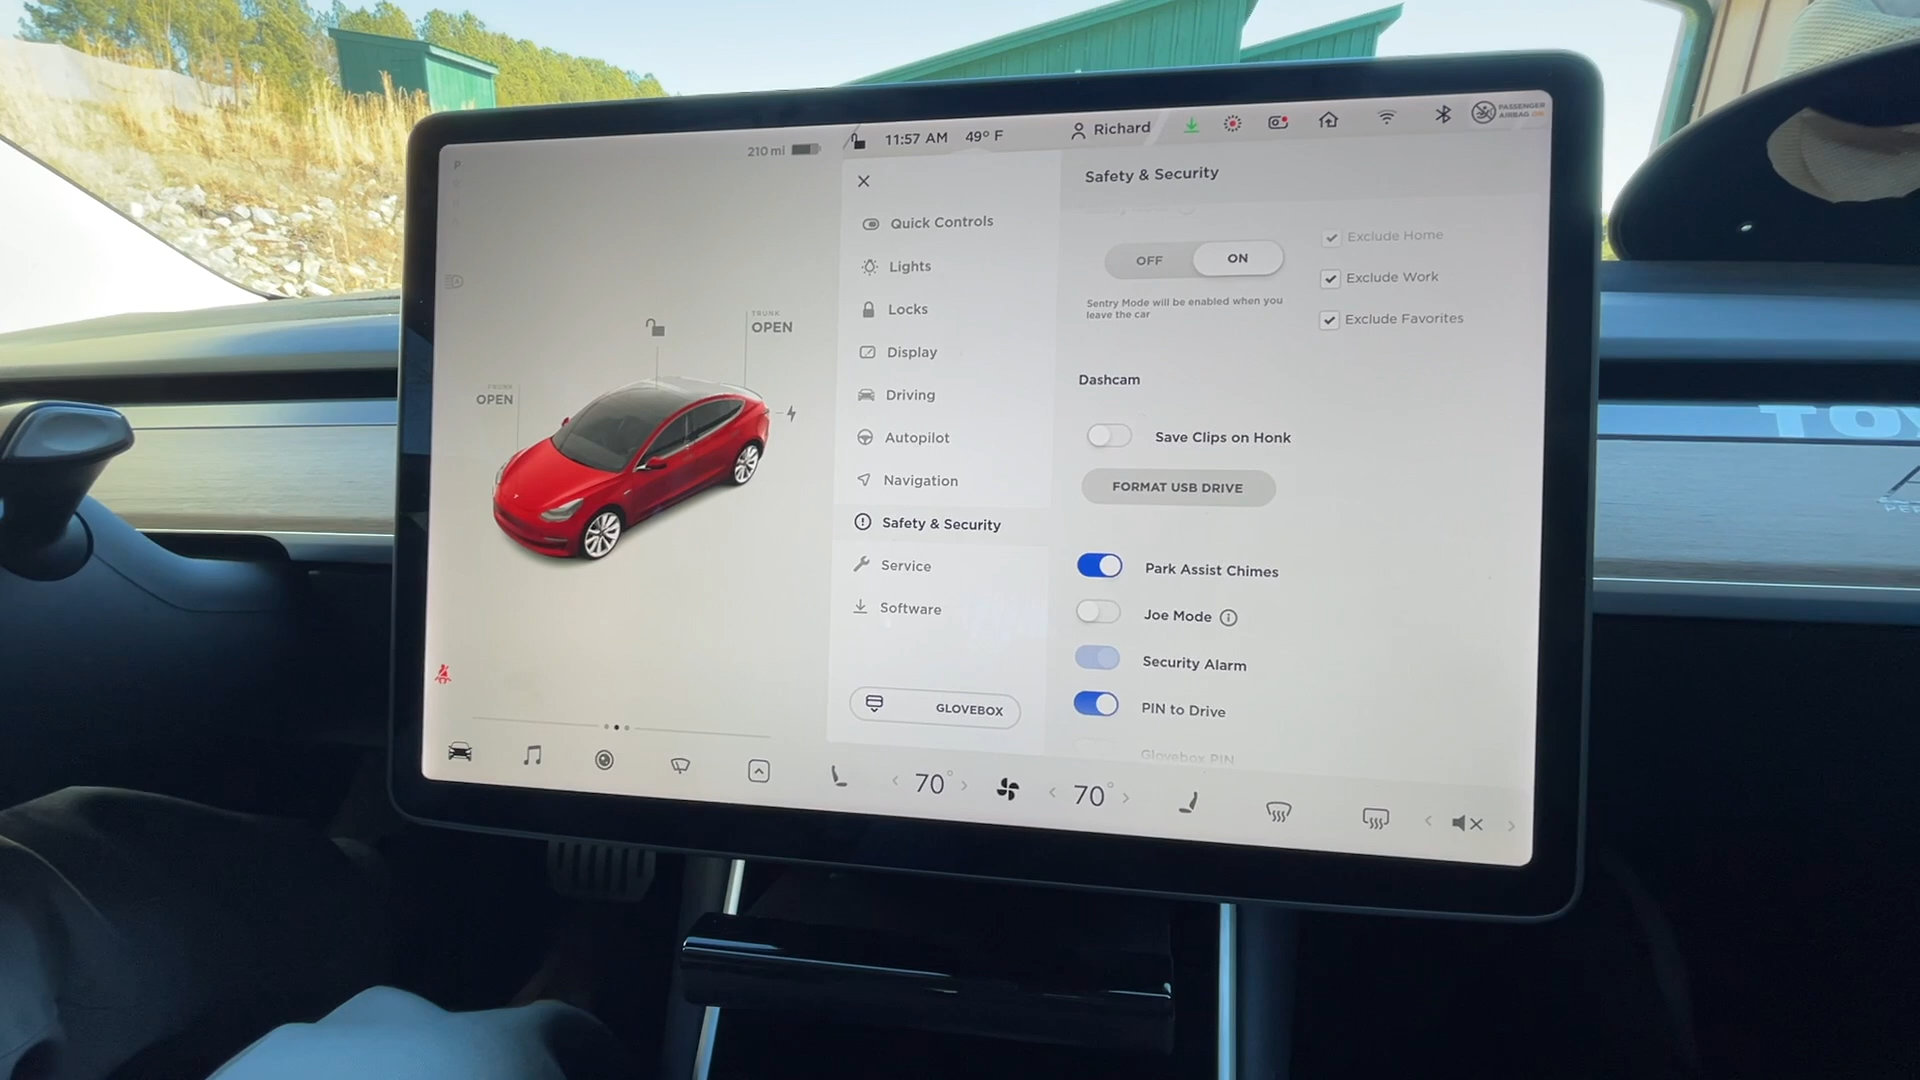 P
210 mi
11:57 AM 49° F
Richard
PASSENGER
AIRBAG ON
Safety & Security
Quick Controls
Lights
Locks
Display
Driving
Autopilot
Navigation
Safety & Security
Service
Software
GLOVEBOX
TRUNK
OPEN
TRUNK
OPEN
OFF ON
Sentry Mode will be enabled when you
leave the car
Exclude Home
Exclude Work
Exclude Favorites
Dashcam
Save Clips on Honk
FORMAT USB DRIVE
Park Assist Chimes
Joe Mode
Security Alarm
PIN to Drive
Glovebox PIN
70° 70°